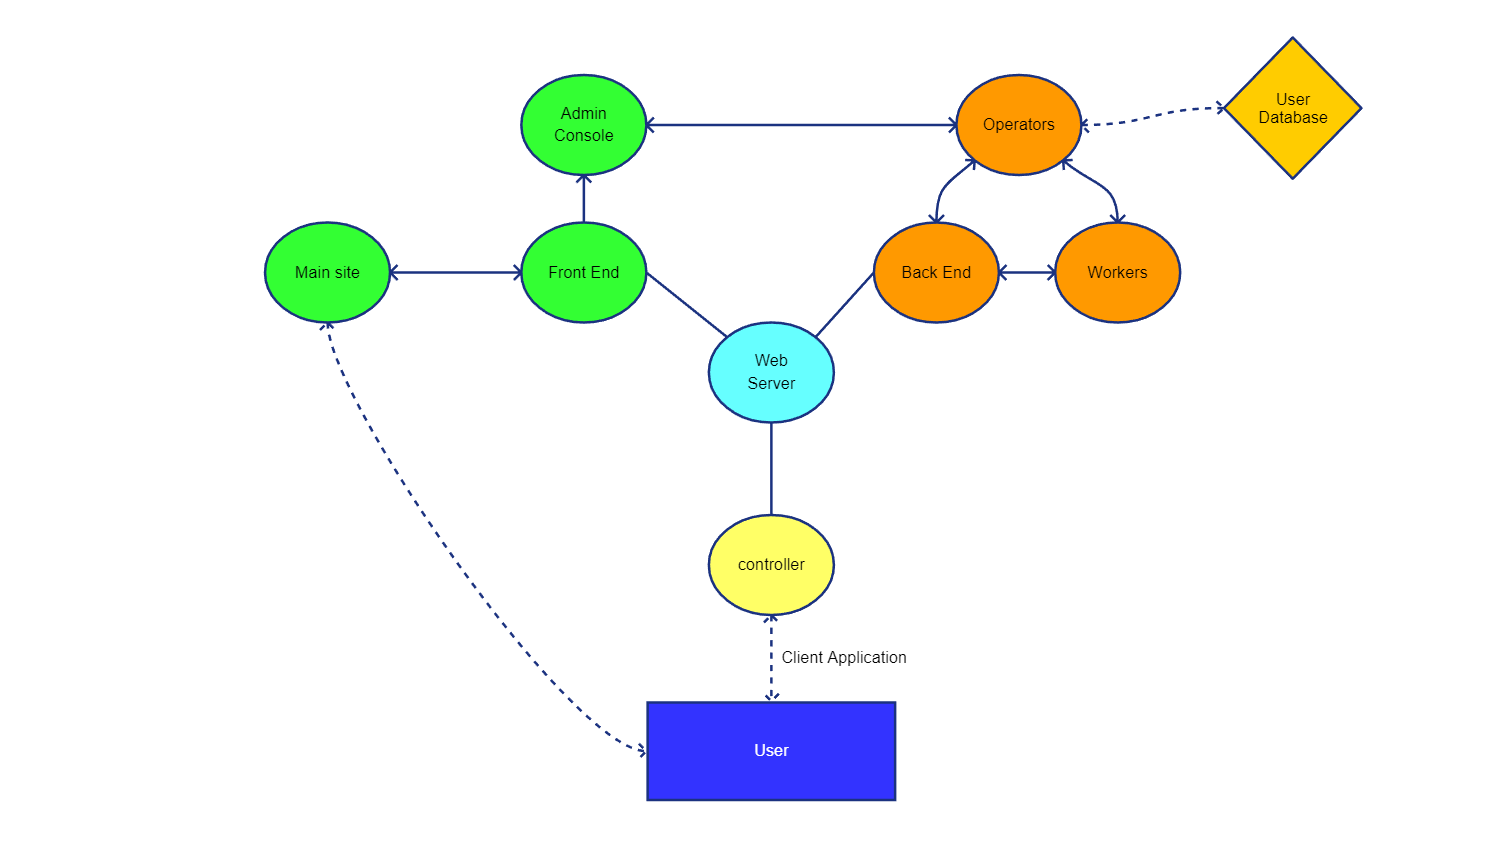 Admin
Console
Operators
User
Database
Main site
Front End
Back End
Workers
Web
Server
controller
Client Application
User